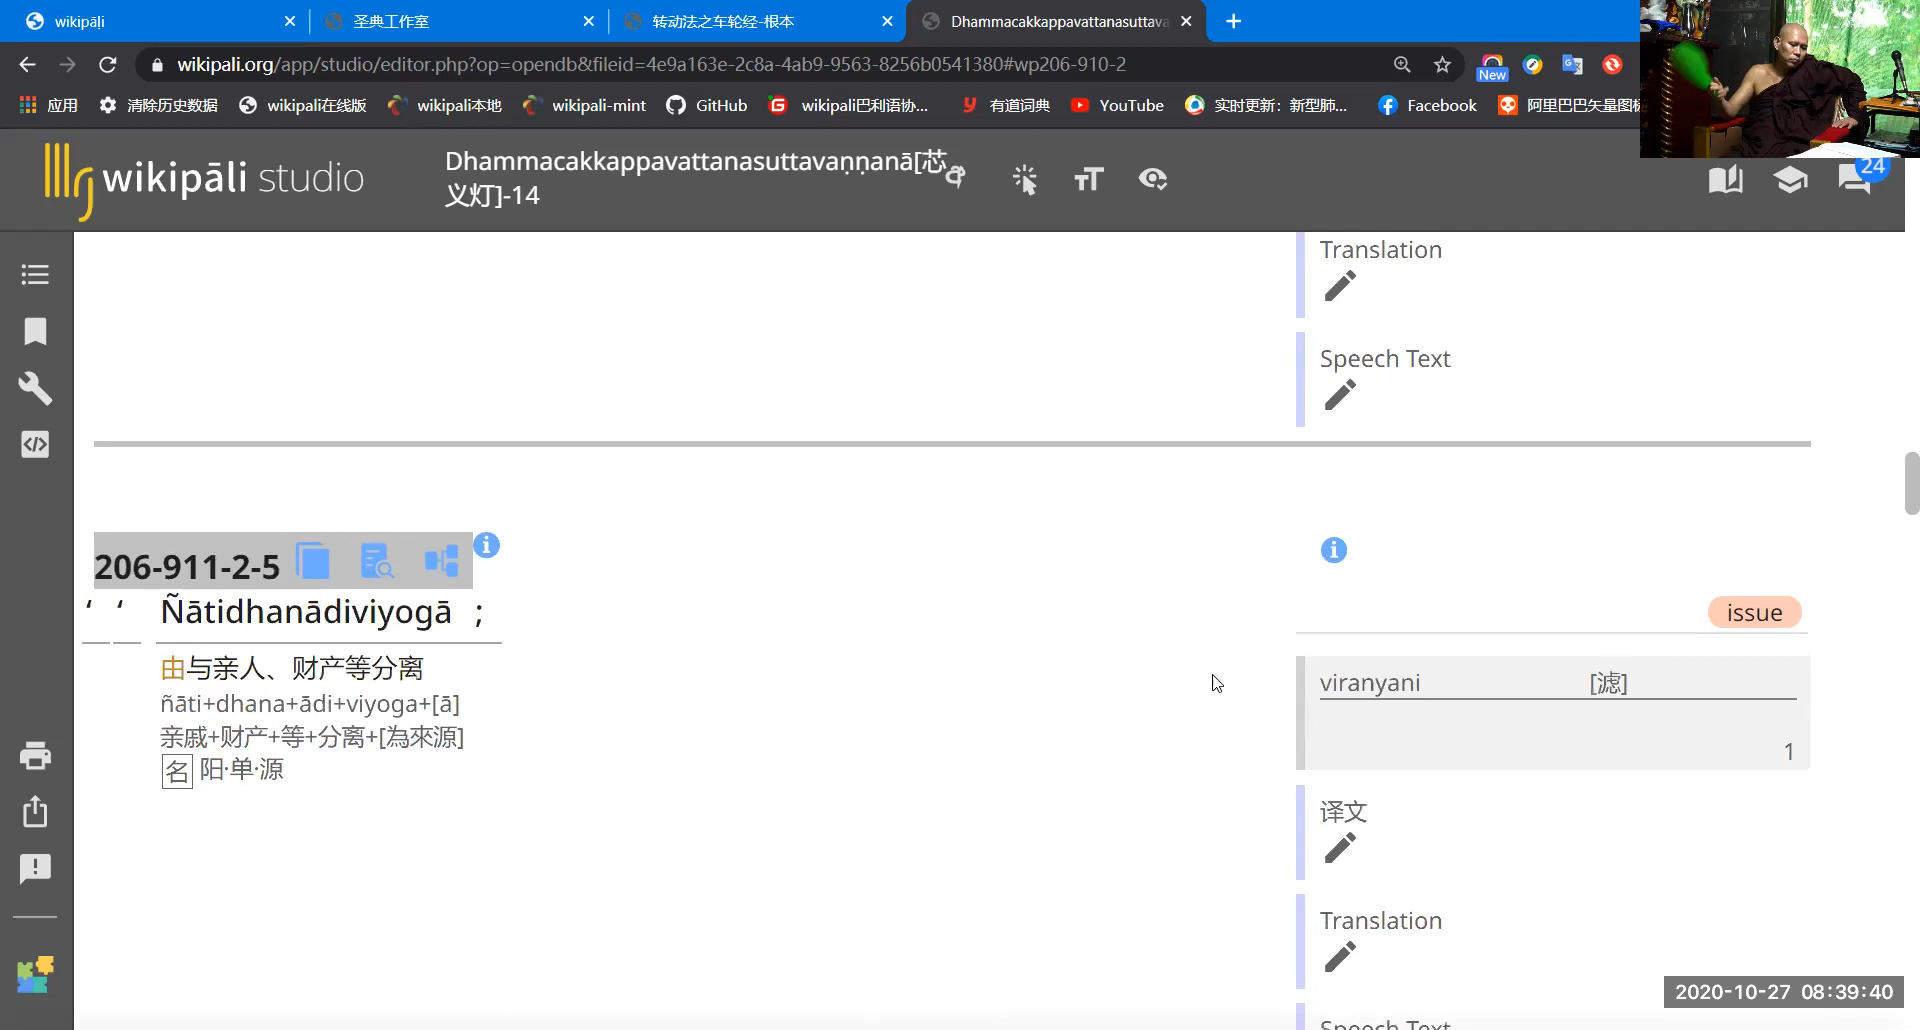 wikipāḷi
圣典工作室
转动法之车轮经-根本
Dhammacakkappavattanasuttava
wikipali.org/app/studio/editor.php?op=opendb&fileid=4e9a163e-2c8a-4ab9-9563-8256b0541380#wp206-910-2
New
应用
清除历史数据
wikipali在线版
wikipali本地
wikipali-mint
GitHub
wikipali巴利语协...
有道词典
YouTube
实时更新：新型肺...
Facebook
阿里巴巴矢量图标
wikipāli studio
Dhammacakkappavattanasuttavaṇṇanā[芯
义灯]-14
24
Translation
Speech Text
206-911-2-5
‘ ‘ Ñātidhanādiviyogā ;
由与亲人、财产等分离
ñāti+dhana+ādi+viyoga+[ā]
亲戚+财产+等+分离+[為來源]
名 阳·单·源
issue
viranyani [滤]
1
译文
Translation
Speech Text
2020-10-27 08:39:40